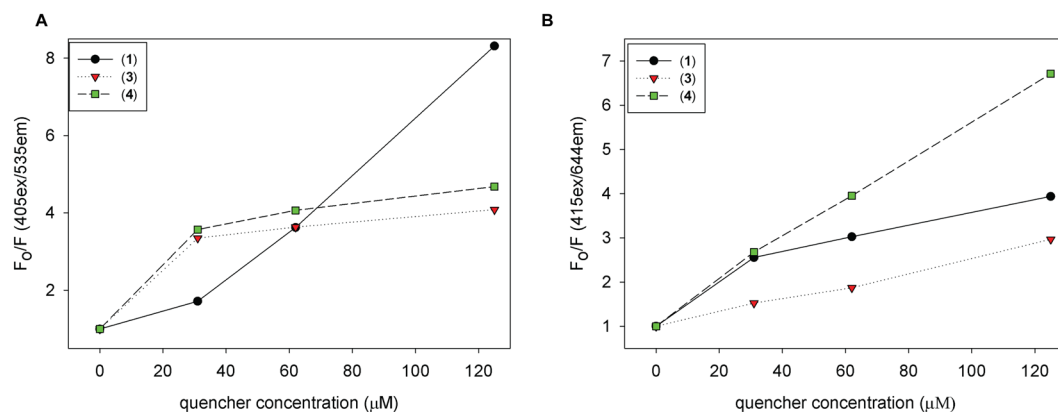 A
(1)
(3)
(4)
8
6
4
2
F₀/F (405ex/535em)
0 20 40 60 80 100 120
quencher concentration (μM)
B
(1)
(3)
(4)
7
6
5
4
3
2
1
F₀/F (415ex/644em)
0 20 40 60 80 100 120
quencher concentration (μM)